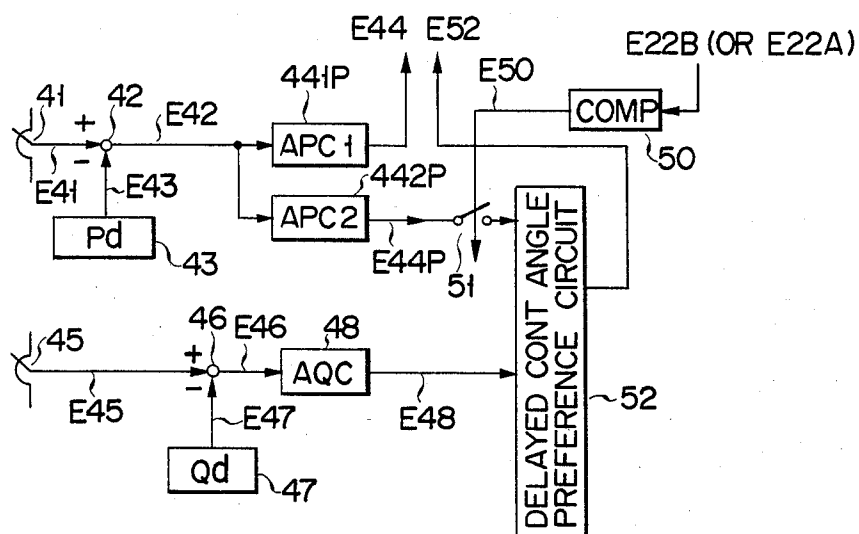 E44 E52
E22B (OR E22A)
E50
441P
41
42
E42
+
APC 1
COMP
-
50
E41
E43
442P
Pd
APC2
43
E44P
51
DELAYED CONT ANGLE
PREFERENCE CIRCUIT
45
46
E46
48
+
AQC
E45
-
E47
E48
52
Qd
47